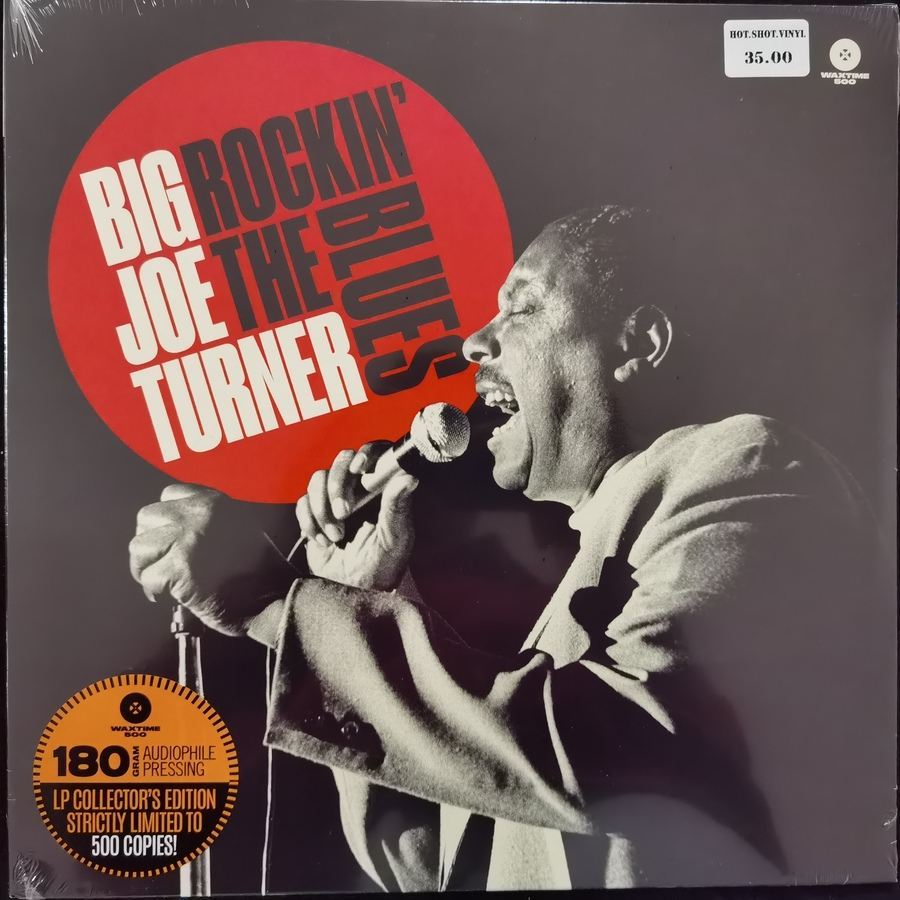 HOT.SHOT.VINYL
35.00
WAXTIME
500
BIG ROCKIN'
JOE THE BLUES
TURNER
WAXTIME
500
180 GRAM AUDIOPHILE
PRESSING
LP COLLECTOR'S EDITION
STRICTLY LIMITED TO
500 COPIES!